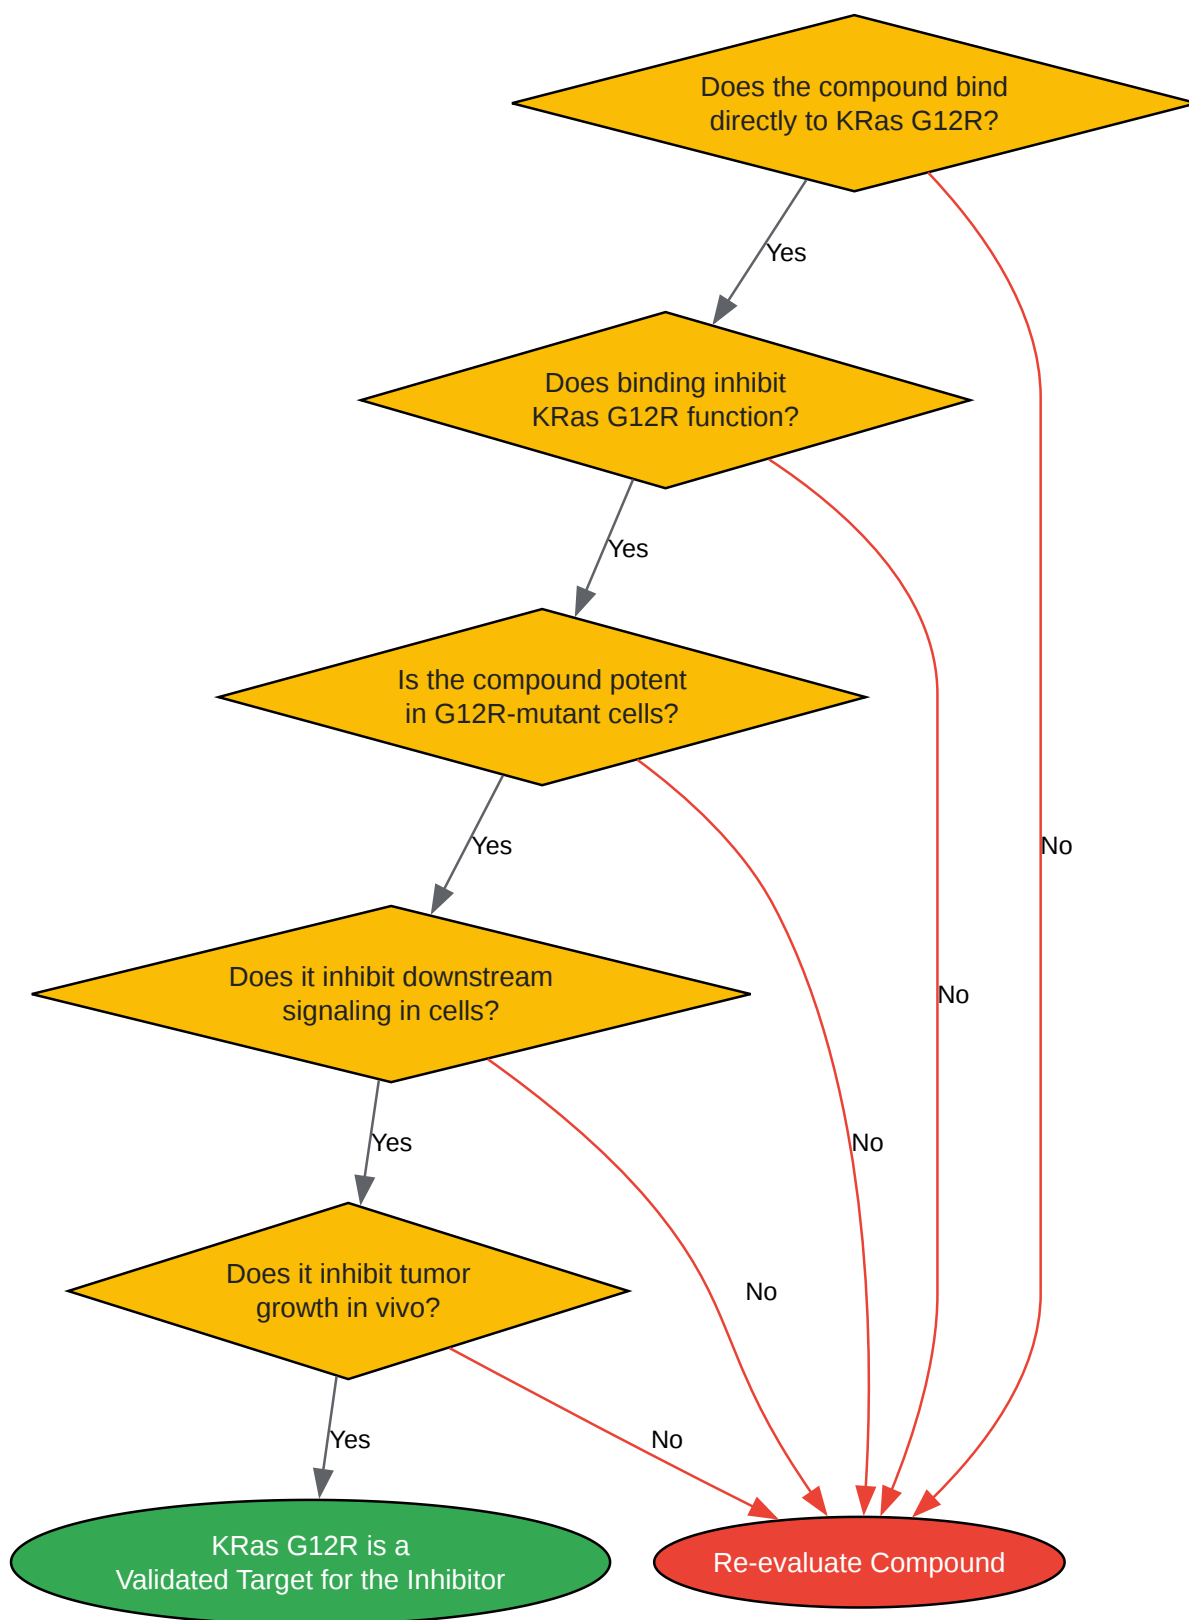 Does the compound bind
directly to KRas G12R?
Yes
Does binding inhibit
KRas G12R function?
Yes
Is the compound potent
in G12R-mutant cells?
Yes
No
Does it inhibit downstream
signaling in cells?
No
Yes
No
Does it inhibit tumor
growth in vivo?
No
Yes
No
KRas G12R is a
Validated Target for the Inhibitor
Re-evaluate Compound